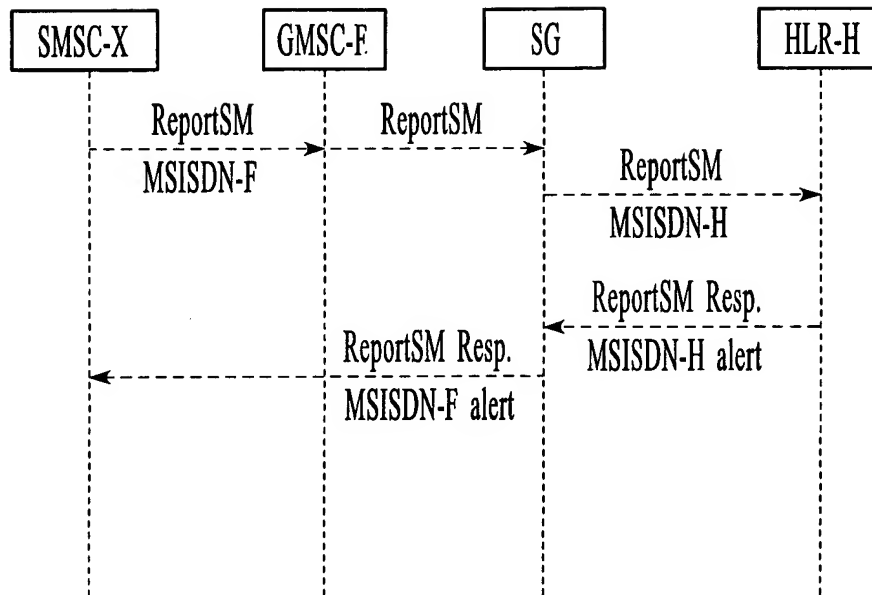 SMSC-X GMSC-F SG HLR-H
ReportSM ReportSM
MSISDN-F
ReportSM
MSISDN-H
ReportSM Resp.
MSISDN-H alert
ReportSM Resp.
MSISDN-F alert